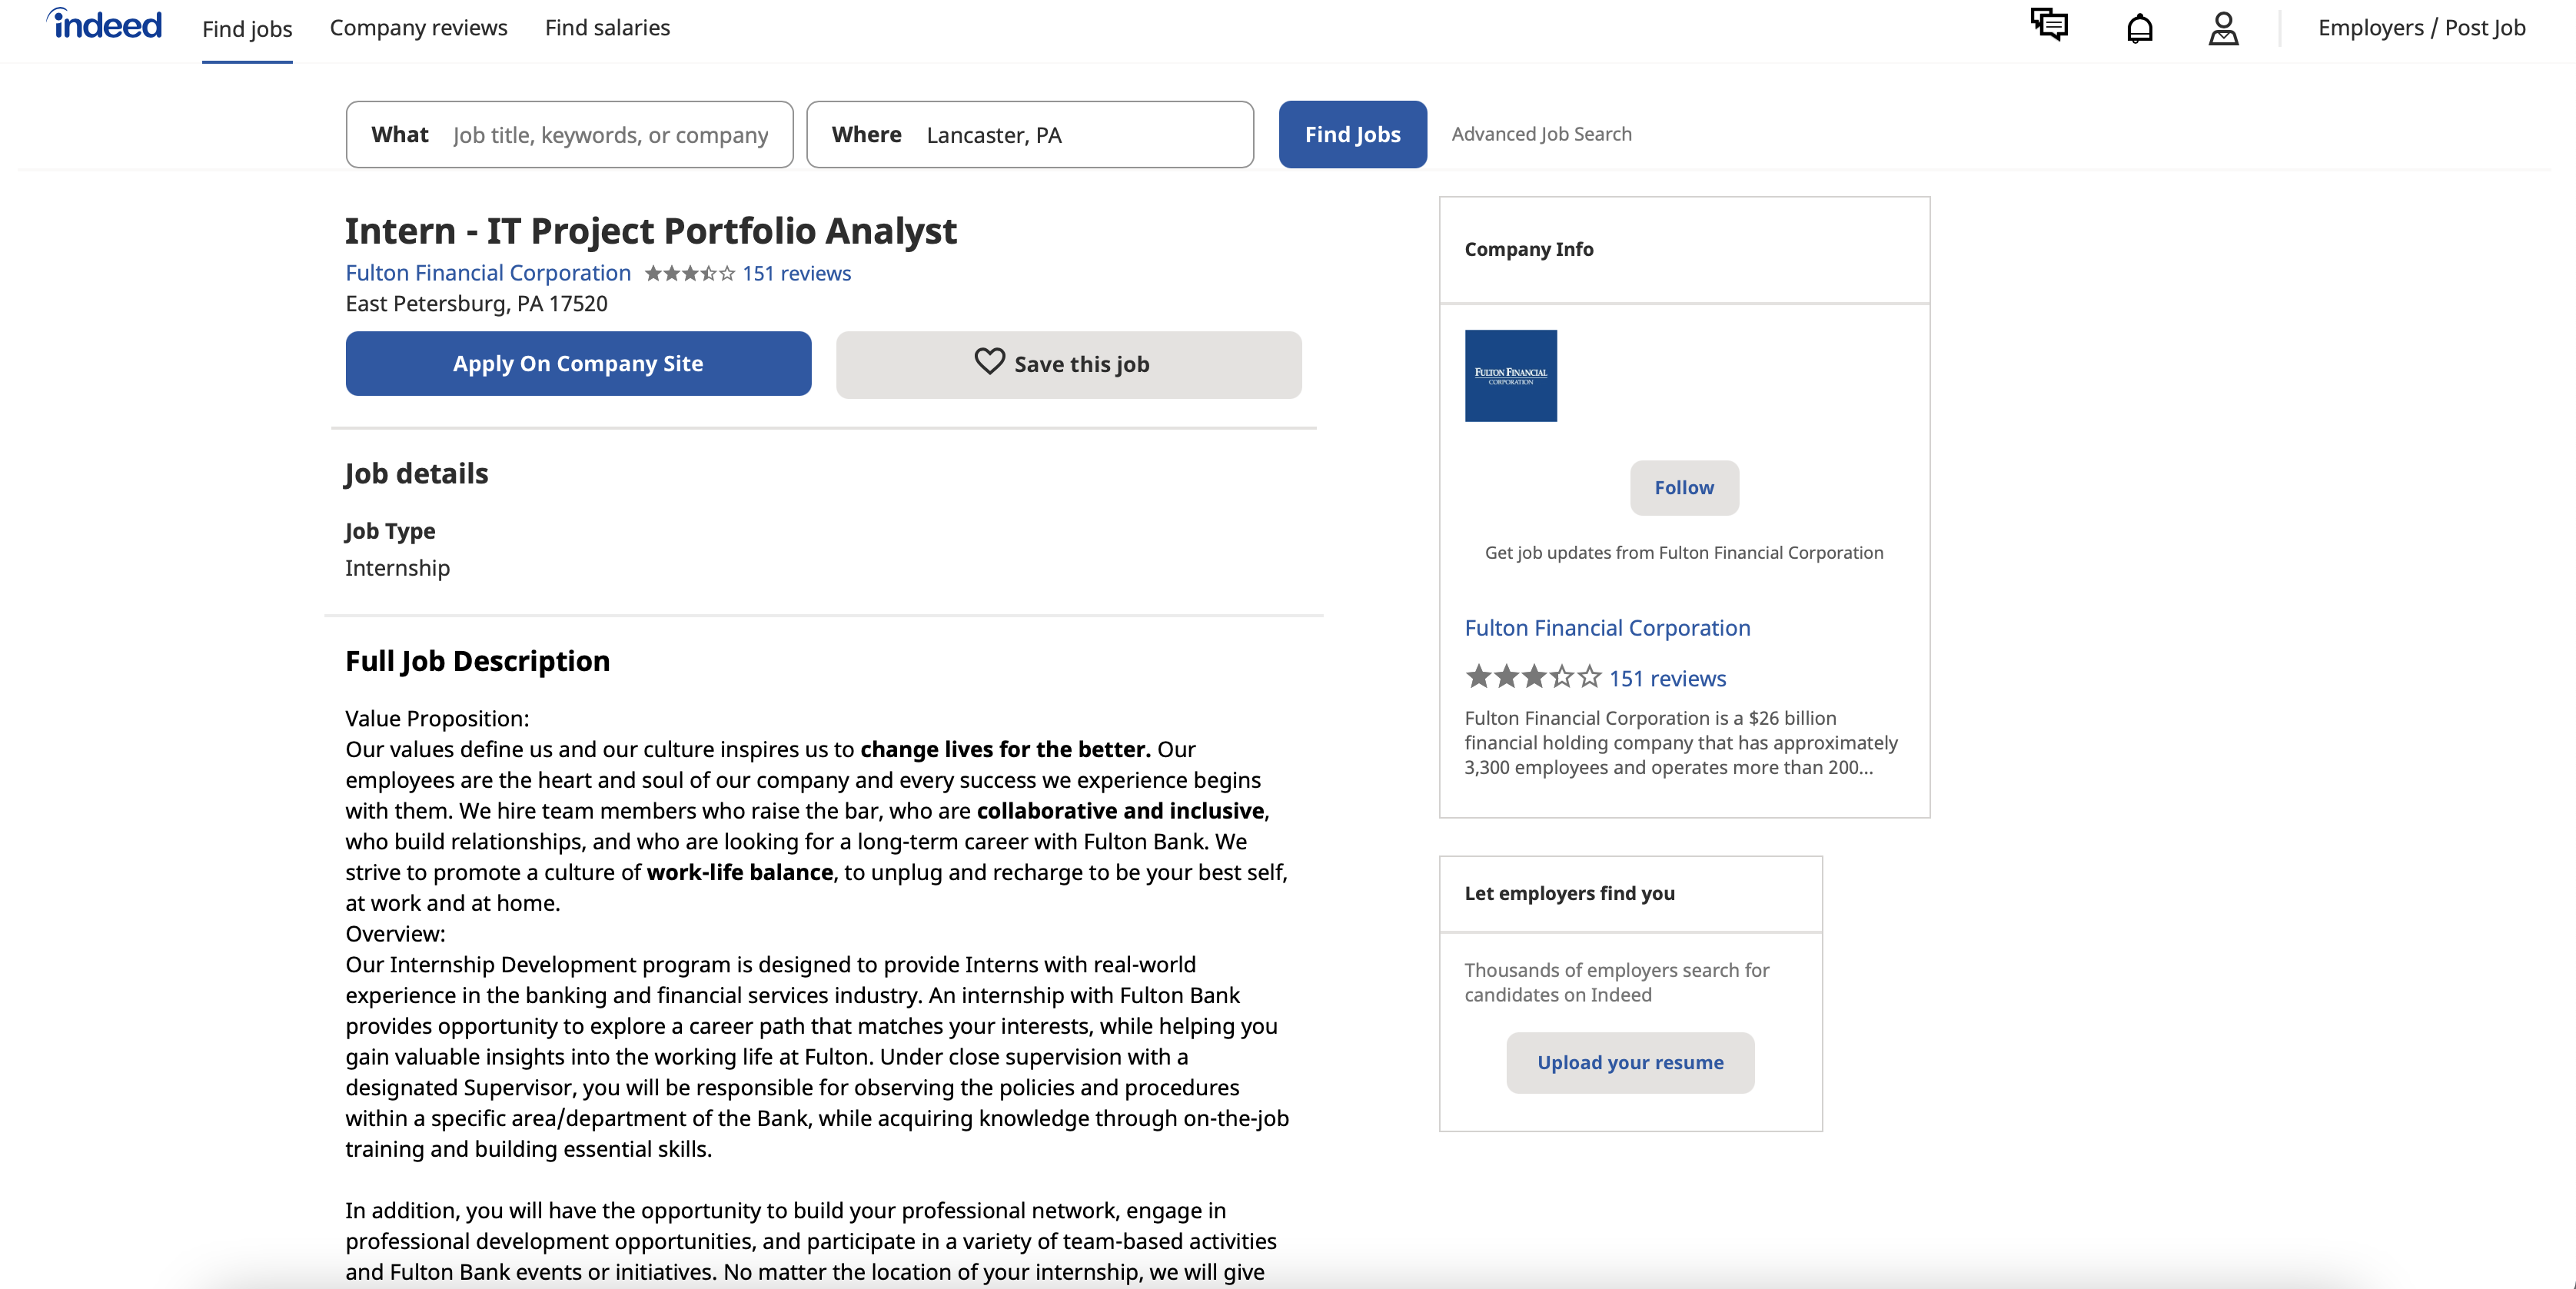 indeed
Find jobs
Company reviews
Find salaries
Employers / Post Job
What Job title, keywords, or company
Where Lancaster, PA
Find Jobs
Advanced Job Search
Intern - IT Project Portfolio Analyst
Fulton Financial Corporation 151 reviews
East Petersburg, PA 17520
Apply On Company Site
Save this job
Job details
Job Type
Internship
Full Job Description
Value Proposition:
Our values define us and our culture inspires us to change lives for the better. Our
employees are the heart and soul of our company and every success we experience begins
with them. We hire team members who raise the bar, who are collaborative and inclusive,
who build relationships, and who are looking for a long-term career with Fulton Bank. We
strive to promote a culture of work-life balance, to unplug and recharge to be your best self,
at work and at home.
Overview:
Our Internship Development program is designed to provide Interns with real-world
experience in the banking and financial services industry. An internship with Fulton Bank
provides opportunity to explore a career path that matches your interests, while helping you
gain valuable insights into the working life at Fulton. Under close supervision with a
designated Supervisor, you will be responsible for observing the policies and procedures
within a specific area/department of the Bank, while acquiring knowledge through on-the-job
training and building essential skills.
In addition, you will have the opportunity to build your professional network, engage in
professional development opportunities, and participate in a variety of team-based activities
and Fulton Bank events or initiatives. No matter the location of your internship, we will give
Company Info
FULTON FINANCIAL
CORPORATION
Follow
Get job updates from Fulton Financial Corporation
Fulton Financial Corporation
151 reviews
Fulton Financial Corporation is a $26 billion
financial holding company that has approximately
3,300 employees and operates more than 200...
Let employers find you
Thousands of employers search for
candidates on Indeed
Upload your resume